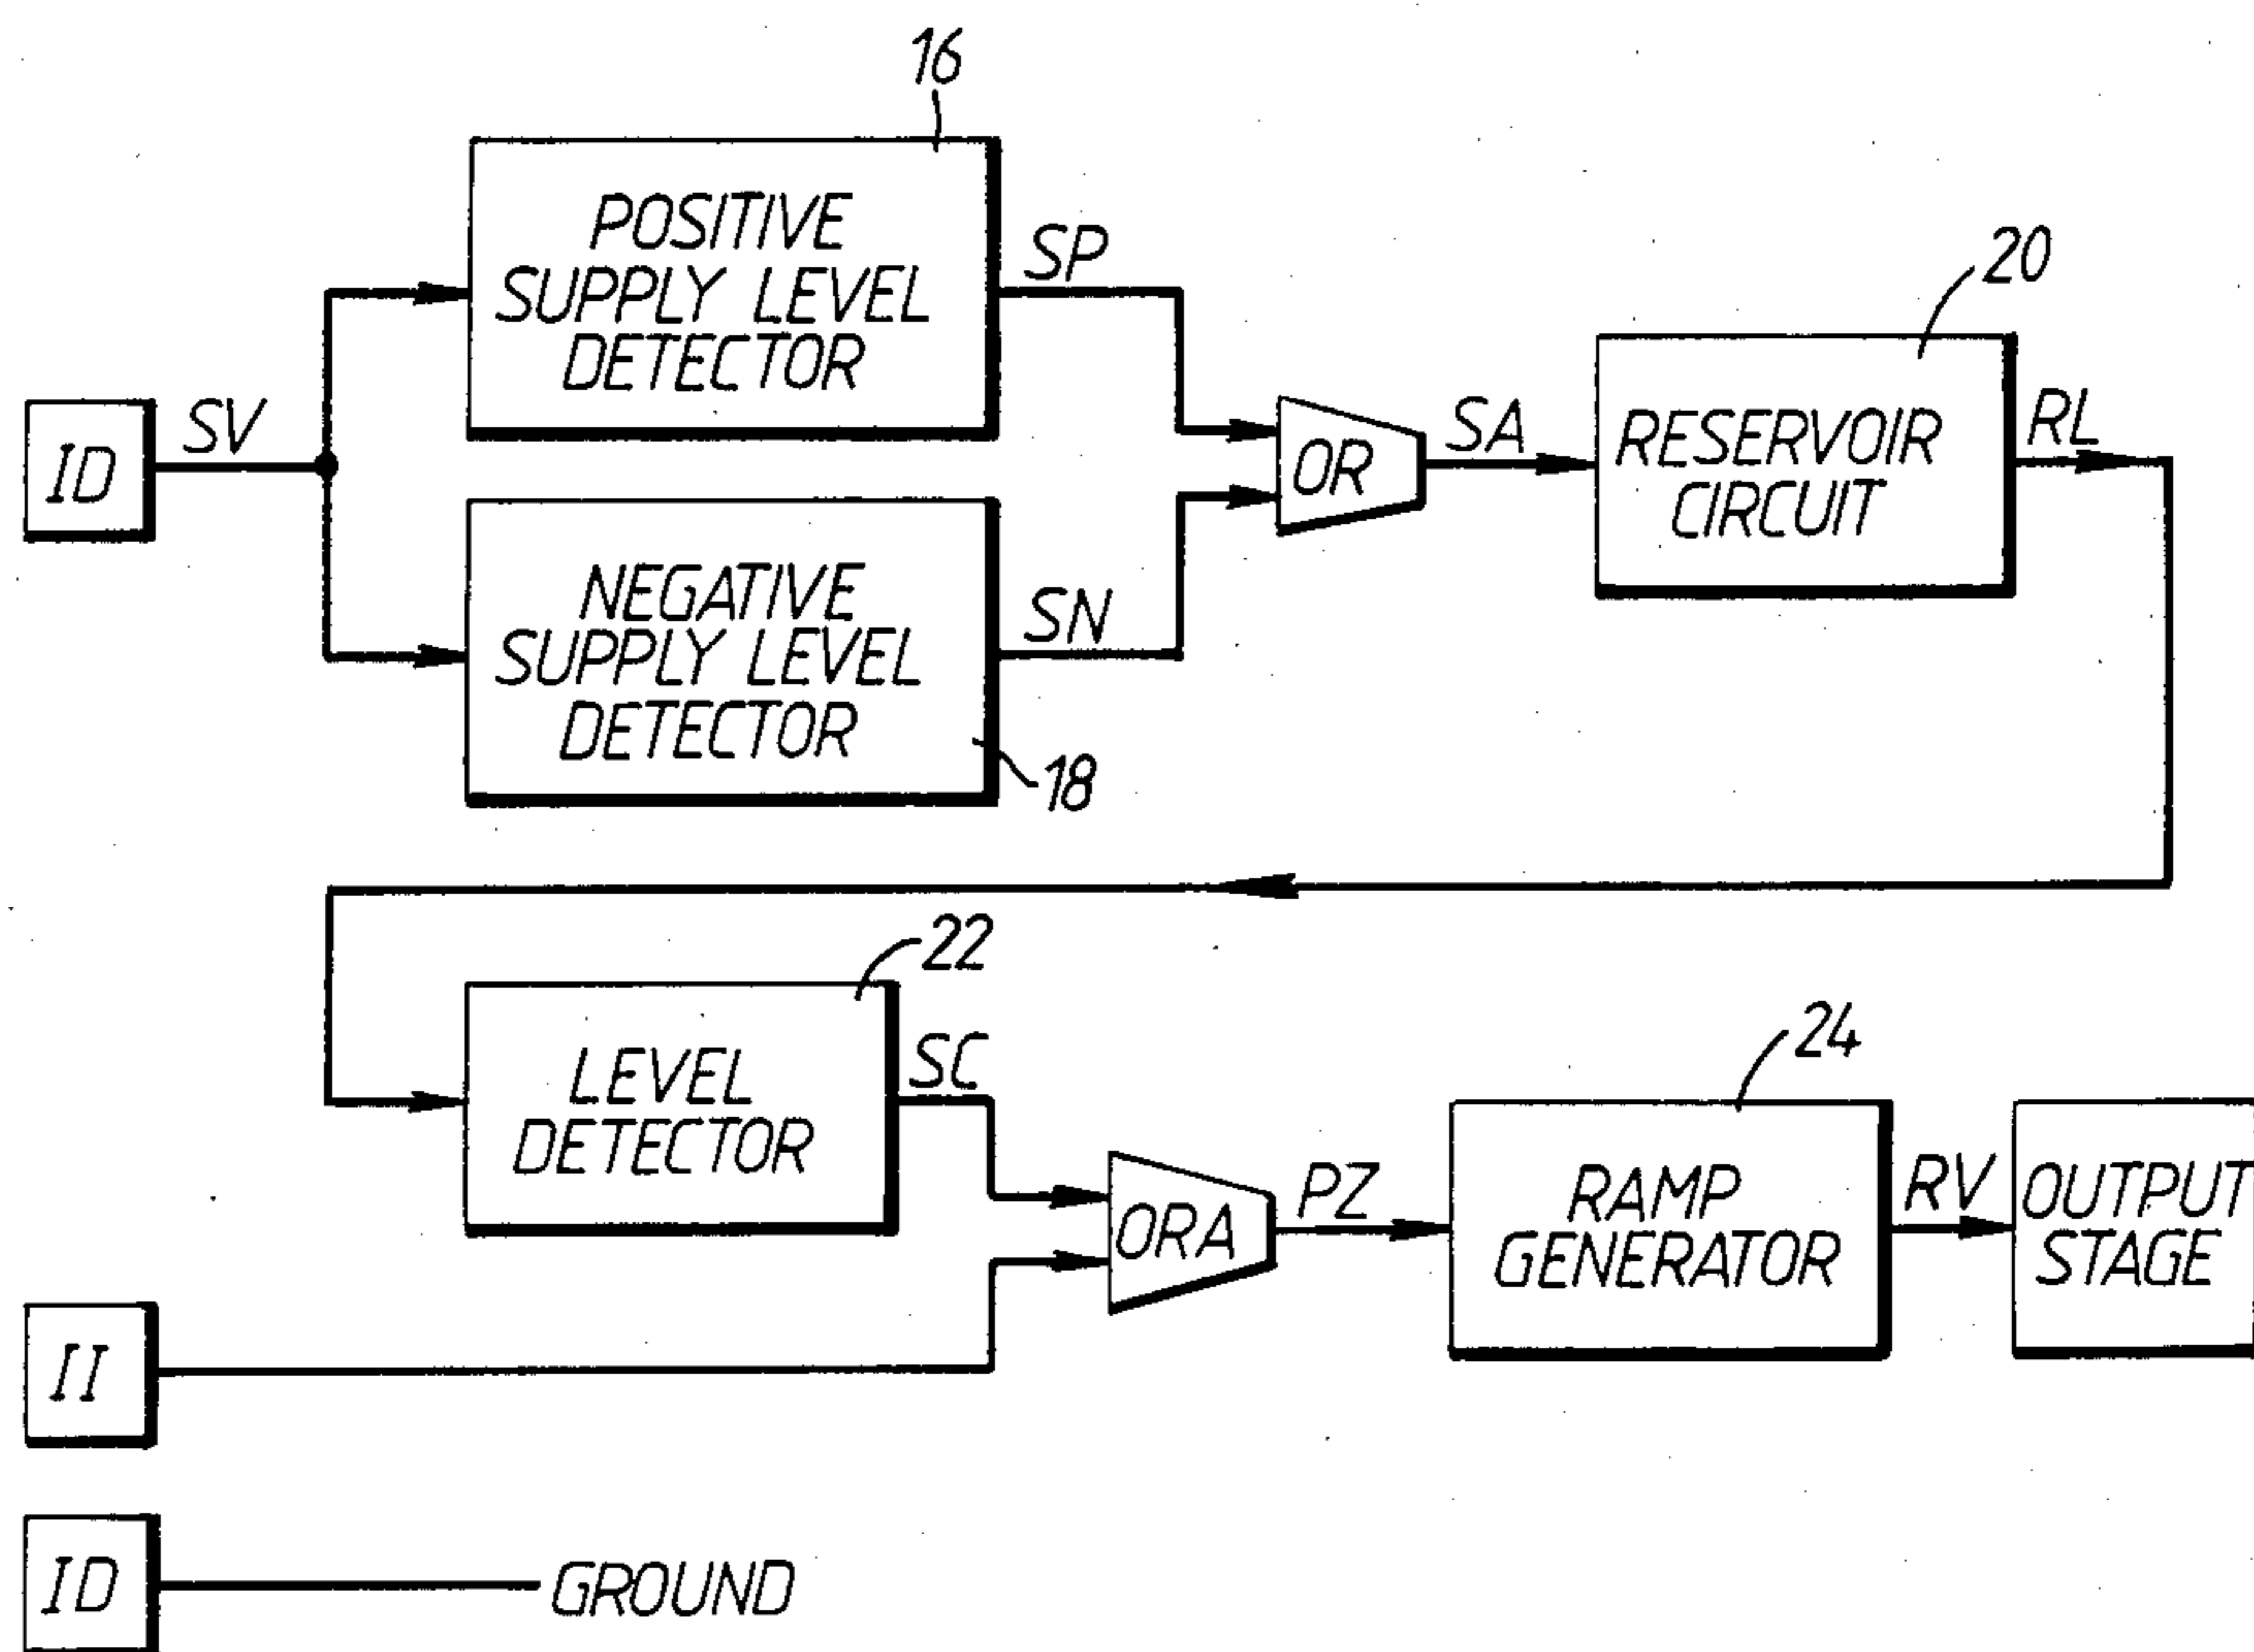 16
POSITIVE
SUPPLY LEVEL
DETECTOR
SP
20
ID
SV
OR
SA
RESERVOIR
CIRCUIT
RL
NEGATIVE
SUPPLY LEVEL
DETECTOR
SN
18
22
LEVEL
DETECTOR
SC
24
ORA
PZ
RAMP
GENERATOR
RV
OUTPUT
STAGE
II
ID
GROUND